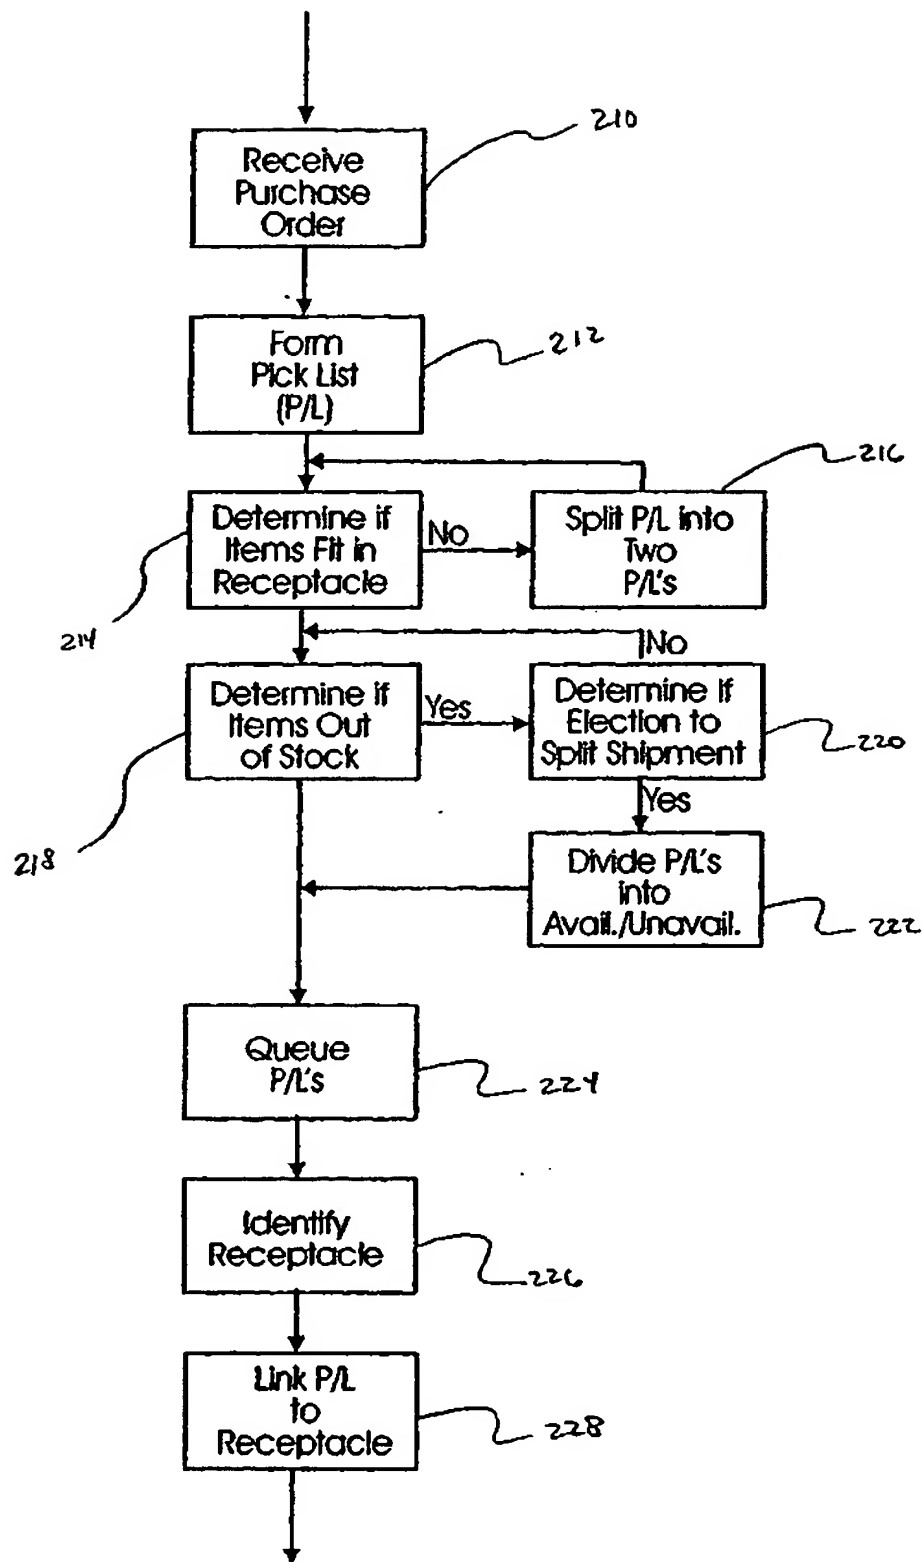 210
Receive
Purchase
Order
212
Form
Pick List
(P/L)
216
Determine if
Items Fit in
Receptacle
No
Split P/L into
Two
P/L's
214
No
Determine if
Items Out
of Stock
Yes
Determine if
Election to
Split Shipment
220
Yes
218
Divide P/L's
into
Avail./Unavail.
222
Queue
P/L's
224
Identify
Receptacle
226
Link P/L
to
Receptacle
228